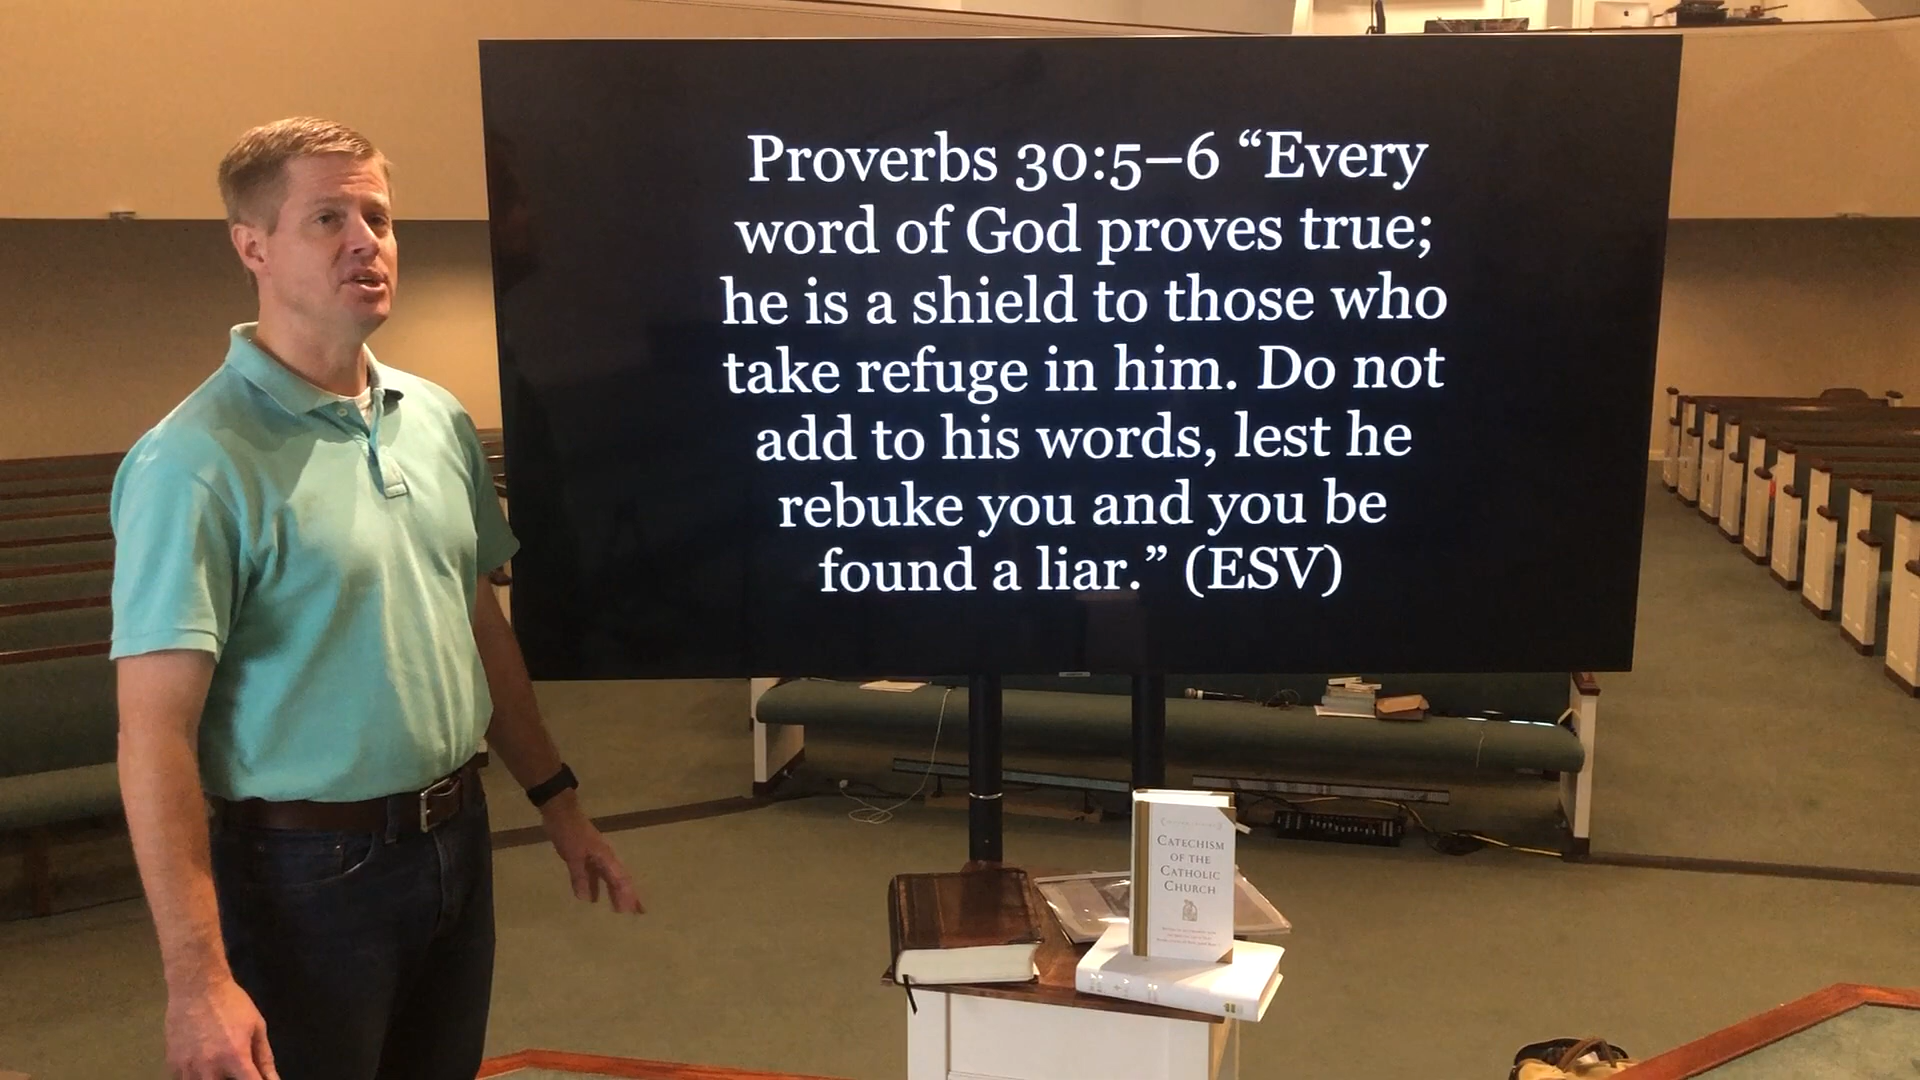 Proverbs 30:5–6 “Every
word of God proves true;
he is a shield to those who
take refuge in him. Do not
add to his words, lest he
rebuke you and you be
found a liar.” (ESV)
CATECHISM
OF THE
CATHOLIC
CHURCH